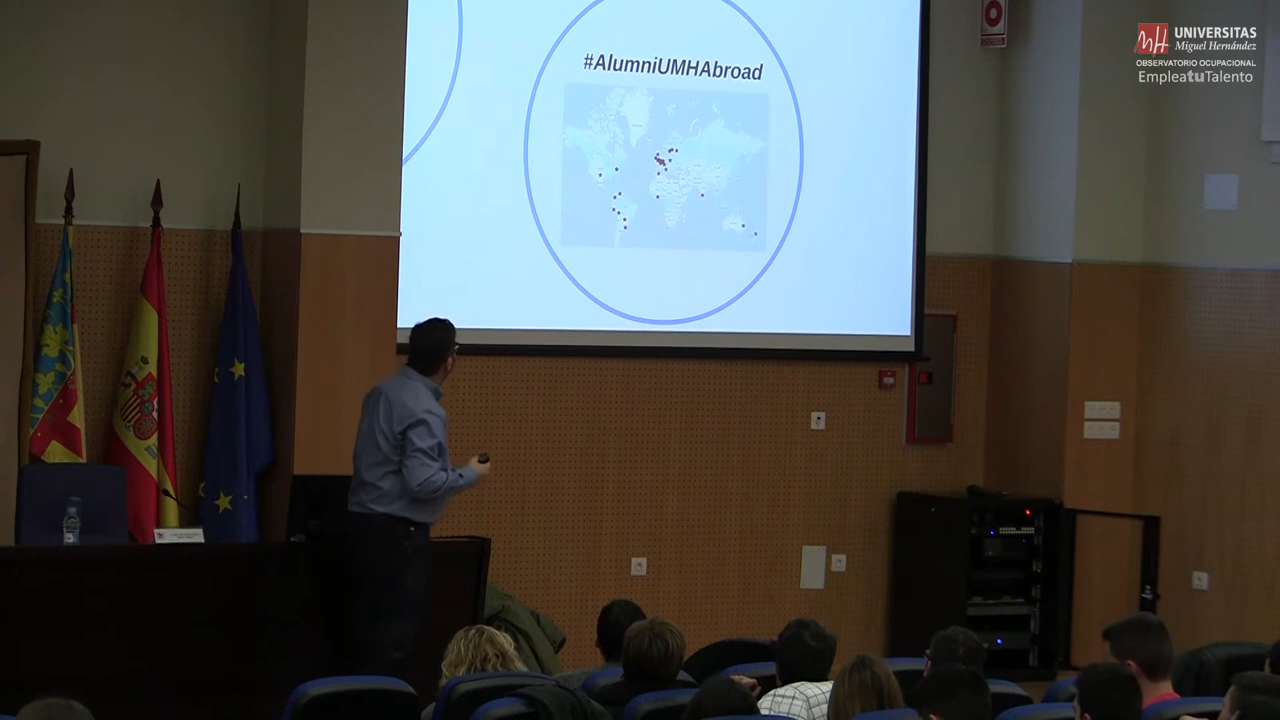 #AlumniUMHAbroad
UNIVERSITAS
Miguel Hernández
OBSERVATORIO OCUPACIONAL
EmpleatuTalento